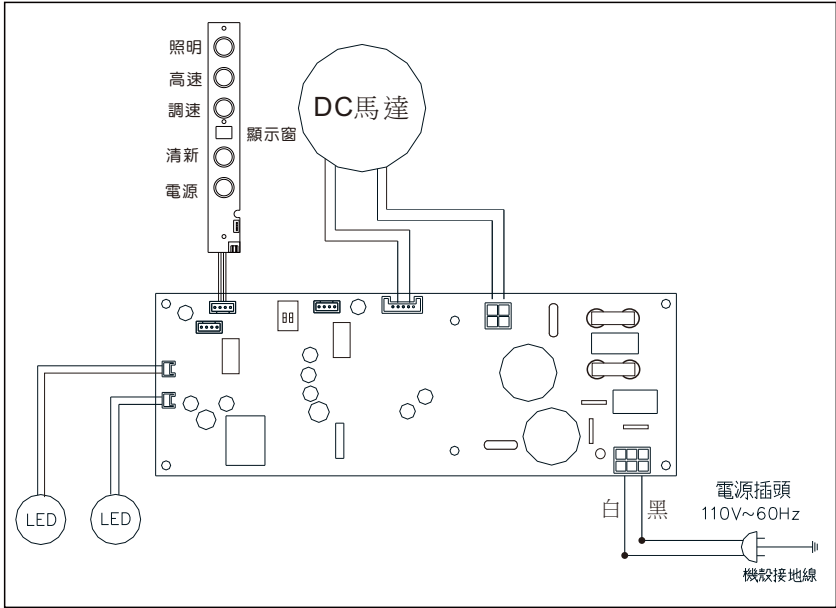 照明
高速
調速
顯示窗
清新
電源
DC馬達
LED
LED
白
黑
電源插頭
110V~60Hz
機殼接地線